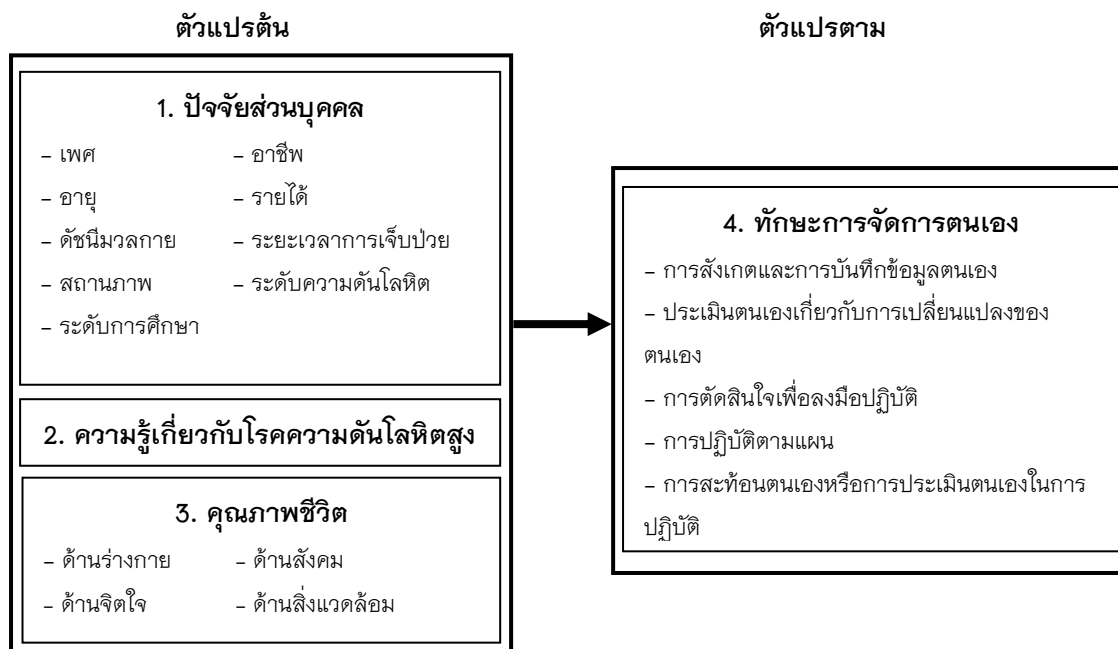 ตัวแปรต้น
ตัวแปรตาม
1. ปัจจัยส่วนบุคคล
– เพศ – อาชีพ
– อายุ – รายได้
– ดัชนีมวลกาย – ระยะเวลาการเจ็บป่วย
– สถานภาพ – ระดับความดันโลหิต
– ระดับการศึกษา
2. ความรู้เกี่ยวกับโรคความดันโลหิตสูง
3. คุณภาพชีวิต
– ด้านร่างกาย – ด้านสังคม
– ด้านจิตใจ – ด้านสิ่งแวดล้อม
4. ทักษะการจัดการตนเอง
– การสังเกตและการบันทึกข้อมูลตนเอง
– ประเมินตนเองเกี่ยวกับการเปลี่ยนแปลงของ
ตนเอง
– การตัดสินใจเพื่อลงมือปฏิบัติ
– การปฏิบัติตามแผน
– การสะท้อนตนเองหรือการประเมินตนเองในการ
ปฏิบัติ